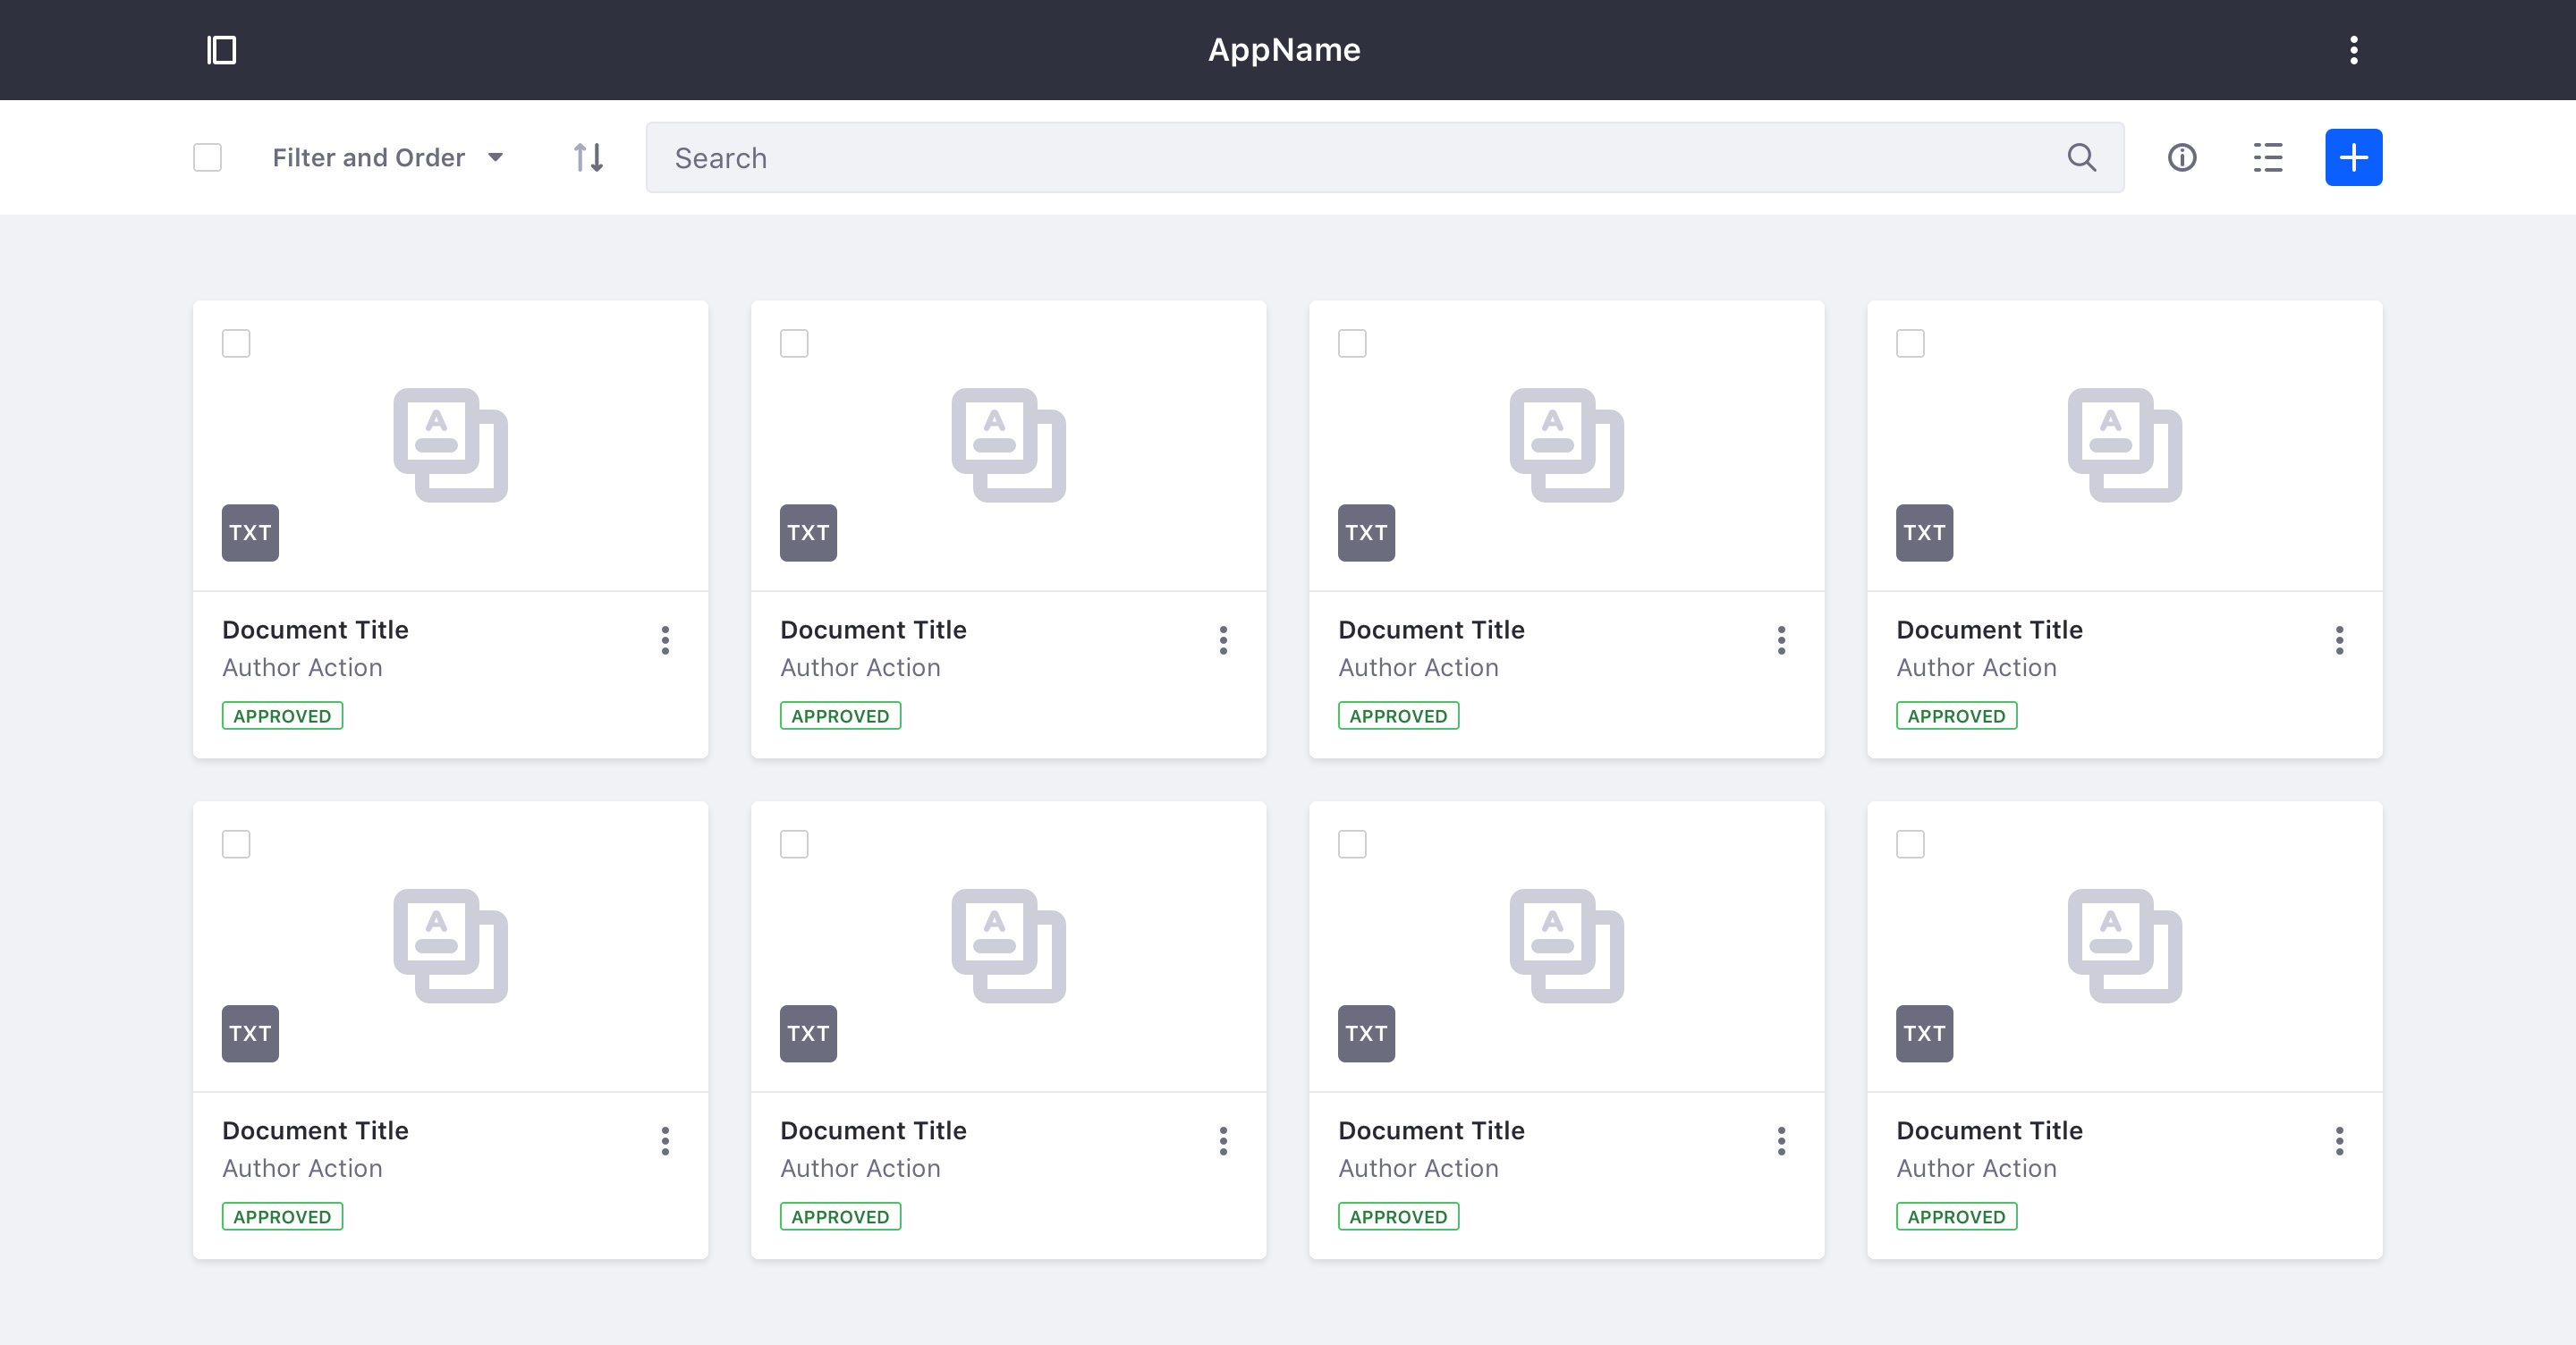 AppName
Filter and Order
Search
A
A
A
A
TXT
TXT
TXT
TXT
Document Title
Document Title
Document Title
Document Title
Author Action
Author Action
Author Action
Author Action
APPROVED
APPROVED
APPROVED
APPROVED
A
A
A
A
TXT
TXT
TXT
TXT
Document Title
Document Title
Document Title
Document Title
Author Action
Author Action
Author Action
Author Action
APPROVED
APPROVED
APPROVED
APPROVED